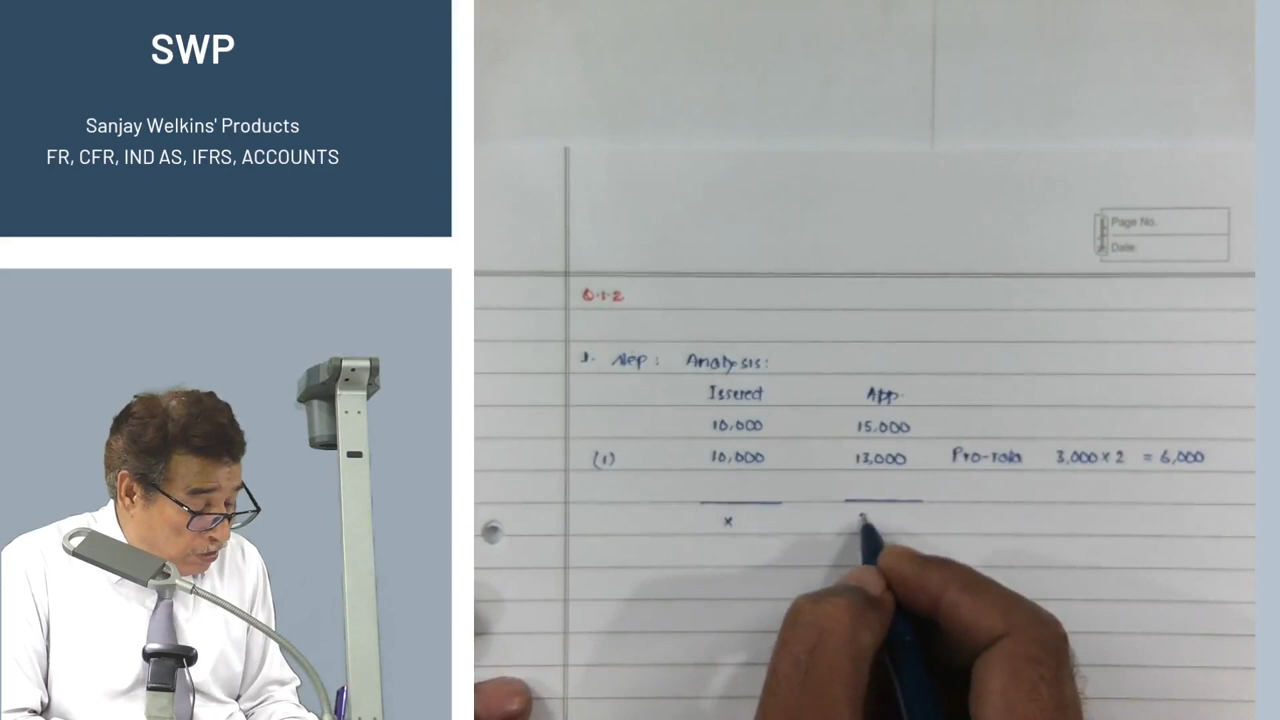 SWP
Sanjay Welkins' Products
FR, CFR, IND AS, IFRS, ACCOUNTS
Page No.
Date:
Q.1.2
1. Step: Analysis:
Issued App.
10,000 15,000
(1) 10,000 13,000 Pro-rata 3,000 x 2 = 6,000
x